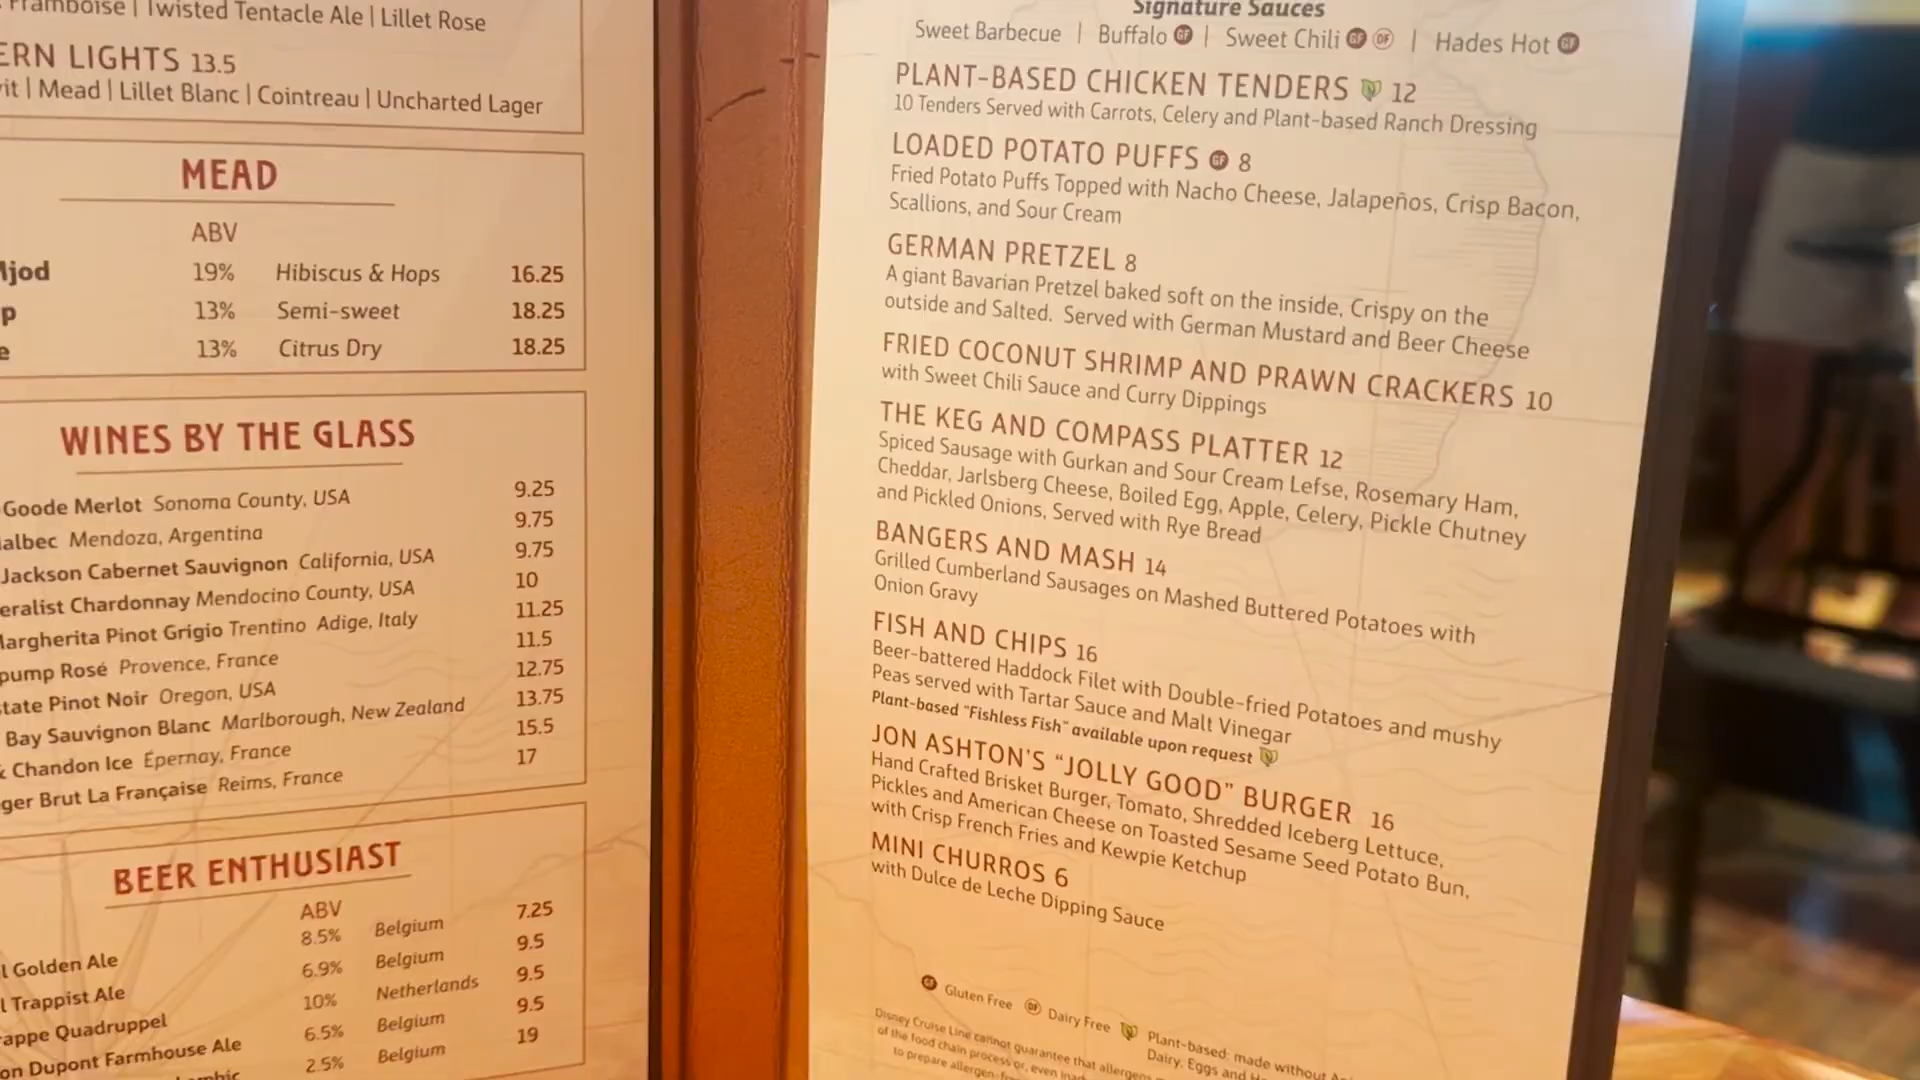 Framboise | Twisted Tentacle Ale | Lillet Rose
ERN LIGHTS 13.5
vit | Mead | Lillet Blanc | Cointreau | Uncharted Lager
MEAD
ABV
jod 19% Hibiscus & Hops 16.25
p 13% Semi-sweet 18.25
e 13% Citrus Dry 18.25
WINES BY THE GLASS
Goode Merlot Sonoma County, USA 9.25
albec Mendoza, Argentina 9.75
Jackson Cabernet Sauvignon California, USA 9.75
eralist Chardonnay Mendocino County, USA 10
Margherita Pinot Grigio Trentino Adige, Italy 11.25
pump Rosé Provence, France 11.5
state Pinot Noir Oregon, USA 12.75
Bay Sauvignon Blanc Marlborough, New Zealand 13.75
& Chandon Ice Épernay, France 15.5
ger Brut La Française Reims, France 17
BEER ENTHUSIAST
ABV
l Golden Ale 8.5% Belgium 7.25
l Trappist Ale 6.9% Belgium 9.5
rappe Quadruppel 10% Netherlands 9.5
on Dupont Farmhouse Ale 6.5% Belgium 9.5
mbic 2.5% Belgium 19
Signature Sauces
Sweet Barbecue | Buffalo GF | Sweet Chili GF DF | Hades Hot GF
PLANT-BASED CHICKEN TENDERS 12
10 Tenders Served with Carrots, Celery and Plant-based Ranch Dressing
LOADED POTATO PUFFS GF 8
Fried Potato Puffs Topped with Nacho Cheese, Jalapeños, Crisp Bacon,
Scallions, and Sour Cream
GERMAN PRETZEL 8
A giant Bavarian Pretzel baked soft on the inside, Crispy on the
outside and Salted. Served with German Mustard and Beer Cheese
FRIED COCONUT SHRIMP AND PRAWN CRACKERS 10
with Sweet Chili Sauce and Curry Dippings
THE KEG AND COMPASS PLATTER 12
Spiced Sausage with Gurkan and Sour Cream Lefse, Rosemary Ham,
Cheddar, Jarlsberg Cheese, Boiled Egg, Apple, Celery, Pickle Chutney
and Pickled Onions, Served with Rye Bread
BANGERS AND MASH 14
Grilled Cumberland Sausages on Mashed Buttered Potatoes with
Onion Gravy
FISH AND CHIPS 16
Beer-battered Haddock Filet with Double-fried Potatoes and mushy
Peas served with Tartar Sauce and Malt Vinegar
Plant-based "Fishless Fish" available upon request
JON ASHTON'S "JOLLY GOOD" BURGER 16
Hand Crafted Brisket Burger, Tomato, Shredded Iceberg Lettuce,
Pickles and American Cheese on Toasted Sesame Seed Potato Bun,
with Crisp French Fries and Kewpie Ketchup
MINI CHURROS 6
with Dulce de Leche Dipping Sauce
GF Gluten Free DF Dairy Free Plant-based: made without
Dairy, Eggs and
Disney Cruise Line cannot guarantee that allergens
of the food chain process or, even
to prepare allergen-